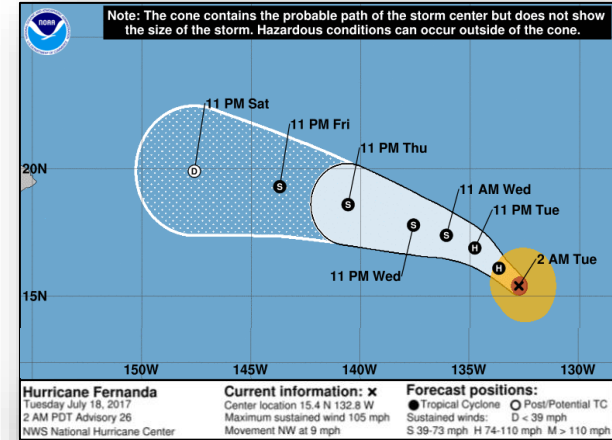 Note: The cone contains the probable path of the storm center but does not show
the size of the storm. Hazardous conditions can occur outside of the cone.
NOAA
11 PM Sat
11 PM Fri
11 PM Thu
20N
D
S
S
11 AM Wed
11 PM Tue
S
S
H
H
2 AM Tue
11 PM Wed
15N
150W
145W
140W
135W
130W
Hurricane Fernanda
Tuesday July 18, 2017
2 AM PDT Advisory 26
NWS National Hurricane Center
Current information: x
Center location 15.4 N 132.8 W
Maximum sustained wind 105 mph
Movement NW at 9 mph
Forecast positions:
Tropical Cyclone Post/Potential TC
Sustained winds: D < 39 mph
S 39-73 mph H 74-110 mph M > 110 mph